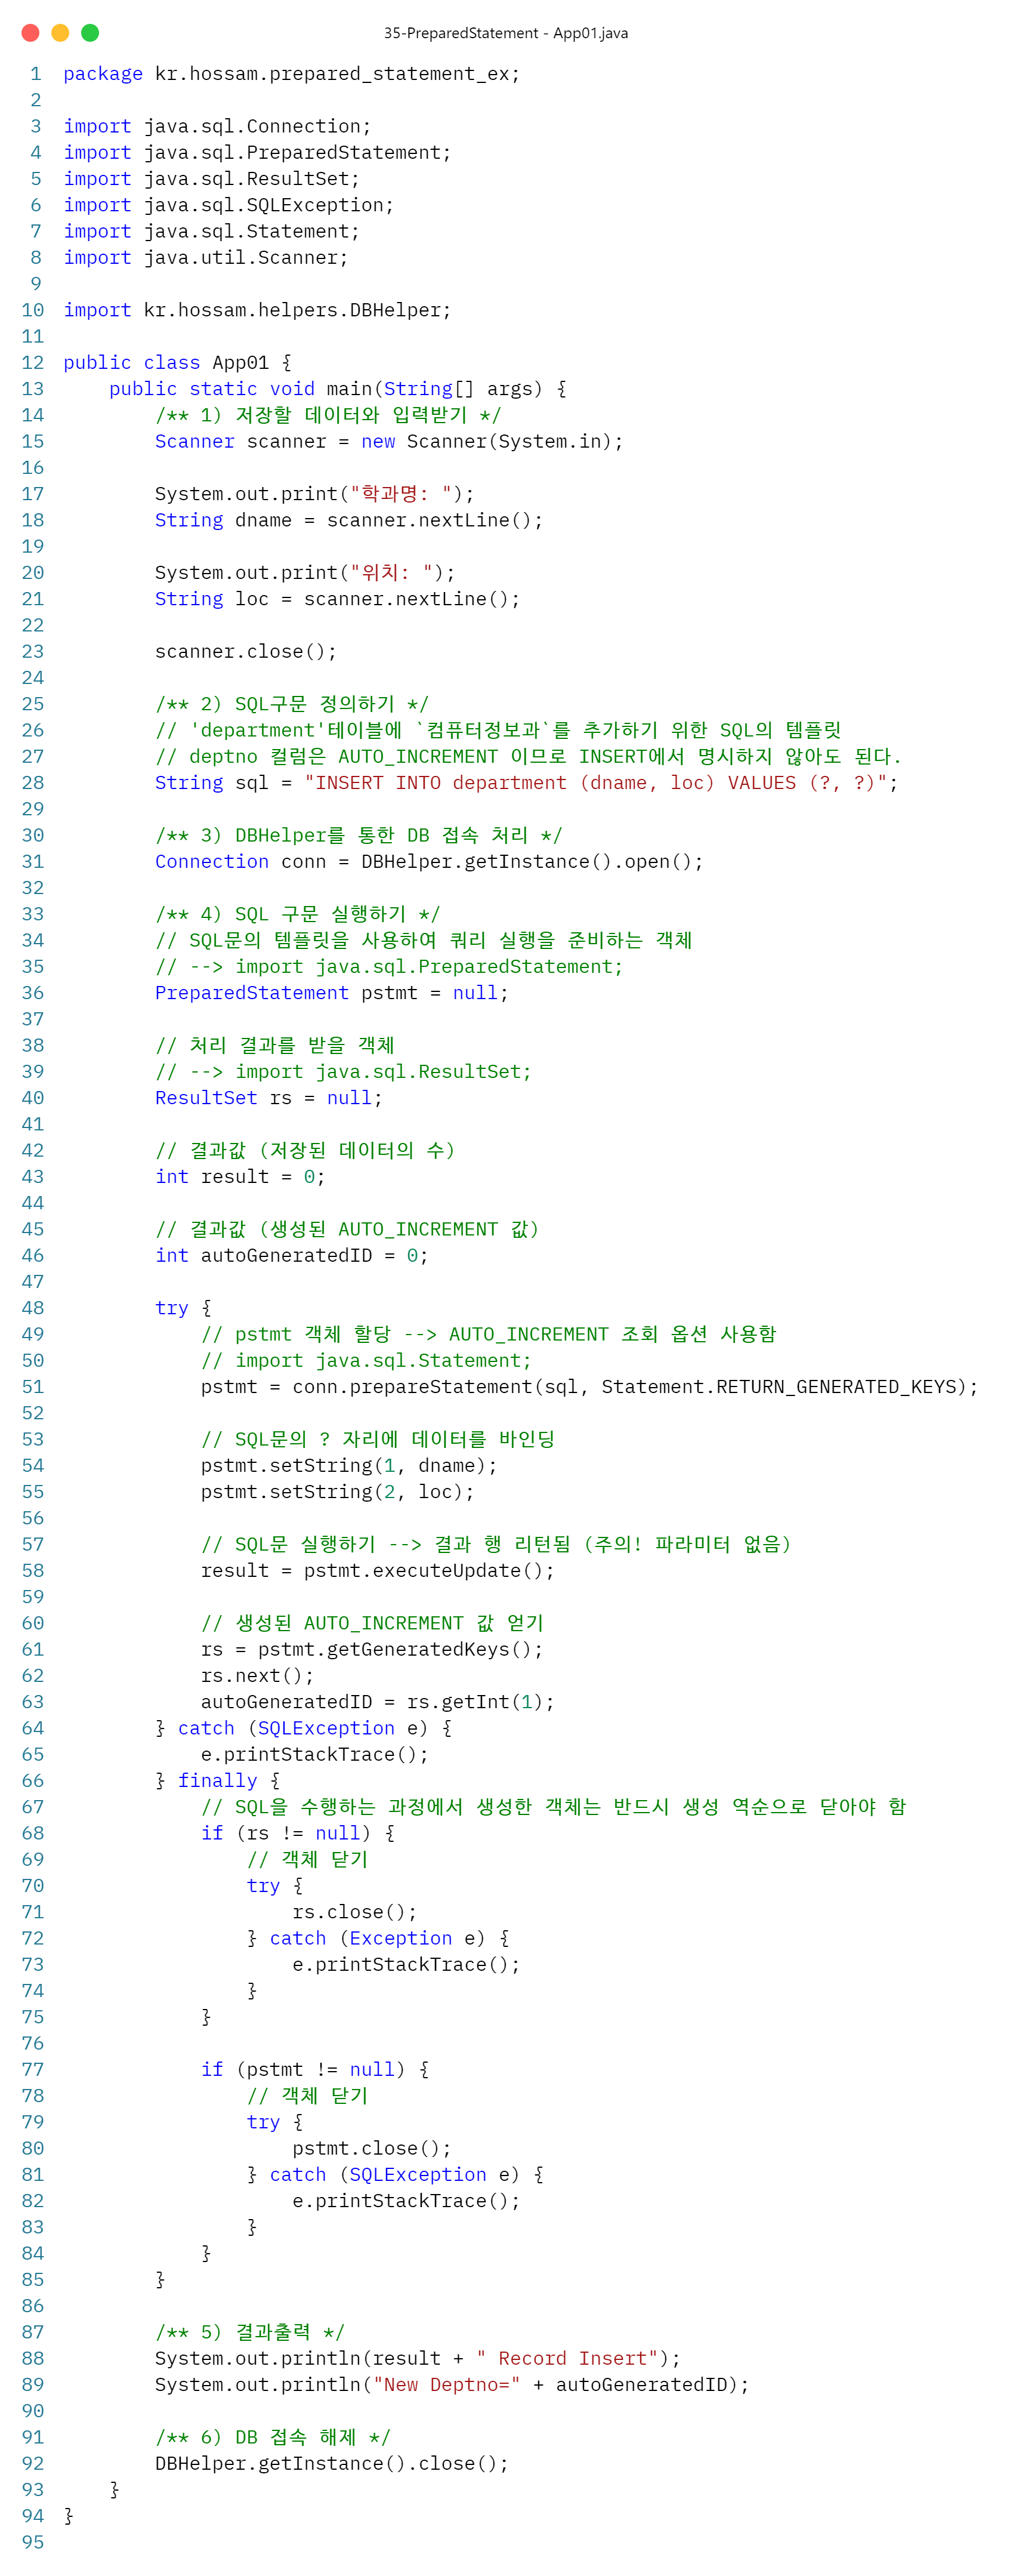 35-PreparedStatement - App01.java
1 package kr.hossam.prepared_statement_ex;
2
3 import java.sql.Connection;
4 import java.sql.PreparedStatement;
5 import java.sql.ResultSet;
6 import java.sql.SQLException;
7 import java.sql.Statement;
8 import java.util.Scanner;
9
10 import kr.hossam.helpers.DBHelper;
11
12 public class App01 {
13     public static void main(String[] args) {
14         /** 1) 저장할 데이터와 입력받기 */
15         Scanner scanner = new Scanner(System.in);
16
17         System.out.print("학과명: ");
18         String dname = scanner.nextLine();
19
20         System.out.print("위치: ");
21         String loc = scanner.nextLine();
22
23         scanner.close();
24
25         /** 2) SQL구문 정의하기 */
26         // 'department'테이블에 `컴퓨터정보과`를 추가하기 위한 SQL의 템플릿
27         // deptno 컬럼은 AUTO_INCREMENT 이므로 INSERT에서 명시하지 않아도 된다.
28         String sql = "INSERT INTO department (dname, loc) VALUES (?, ?)";
29
30         /** 3) DBHelper를 통한 DB 접속 처리 */
31         Connection conn = DBHelper.getInstance().open();
32
33         /** 4) SQL 구문 실행하기 */
34         // SQL문의 템플릿을 사용하여 쿼리 실행을 준비하는 객체
35         // --> import java.sql.PreparedStatement;
36         PreparedStatement pstmt = null;
37
38         // 처리 결과를 받을 객체
39         // --> import java.sql.ResultSet;
40         ResultSet rs = null;
41
42         // 결과값 (저장된 데이터의 수)
43         int result = 0;
44
45         // 결과값 (생성된 AUTO_INCREMENT 값)
46         int autoGeneratedID = 0;
47
48         try {
49             // pstmt 객체 할당 --> AUTO_INCREMENT 조회 옵션 사용함
50             // import java.sql.Statement;
51             pstmt = conn.prepareStatement(sql, Statement.RETURN_GENERATED_KEYS);
52
53             // SQL문의 ? 자리에 데이터를 바인딩
54             pstmt.setString(1, dname);
55             pstmt.setString(2, loc);
56
57             // SQL문 실행하기 --> 결과 행 리턴됨 (주의! 파라미터 없음)
58             result = pstmt.executeUpdate();
59
60             // 생성된 AUTO_INCREMENT 값 얻기
61             rs = pstmt.getGeneratedKeys();
62             rs.next();
63             autoGeneratedID = rs.getInt(1);
64         } catch (SQLException e) {
65             e.printStackTrace();
66         } finally {
67             // SQL을 수행하는 과정에서 생성한 객체는 반드시 생성 역순으로 닫아야 함
68             if (rs != null) {
69                 // 객체 닫기
70                 try {
71                     rs.close();
72                 } catch (Exception e) {
73                     e.printStackTrace();
74                 }
75             }
76
77             if (pstmt != null) {
78                 // 객체 닫기
79                 try {
80                     pstmt.close();
81                 } catch (SQLException e) {
82                     e.printStackTrace();
83                 }
84             }
85         }
86
87         /** 5) 결과출력 */
88         System.out.println(result + " Record Insert");
89         System.out.println("New Deptno=" + autoGeneratedID);
90
91         /** 6) DB 접속 해제 */
92         DBHelper.getInstance().close();
93     }
94 }
95